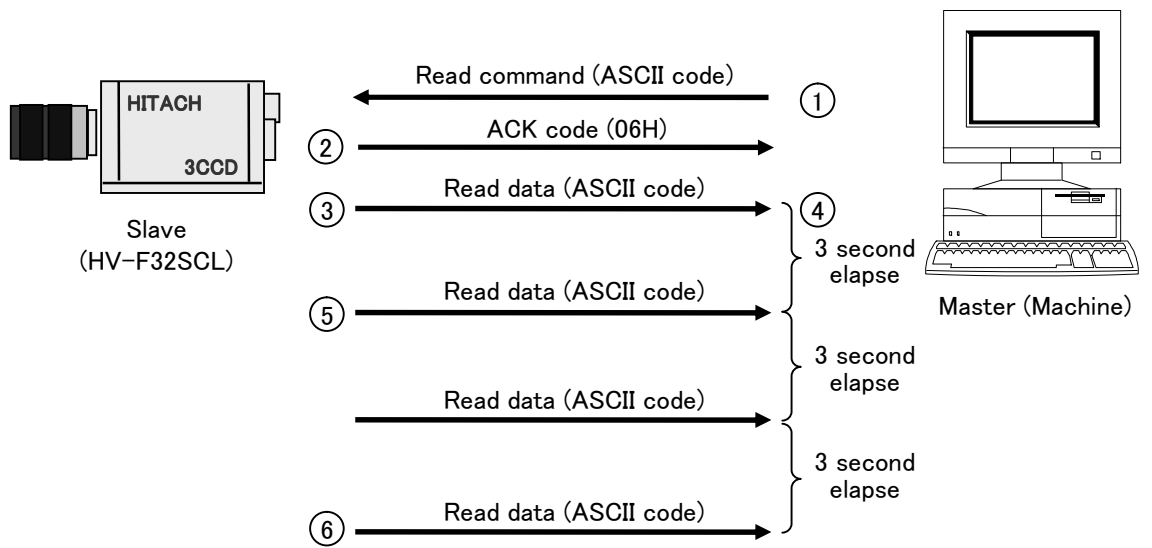 Read command (ASCII code)
①
HITACH
3CCD
ACK code (06H)
②
Read data (ASCII code)
③
④
Slave
(HV-F32SCL)
3 second
elapse
Read data (ASCII code)
⑤
Master (Machine)
3 second
elapse
Read data (ASCII code)
3 second
elapse
Read data (ASCII code)
⑥